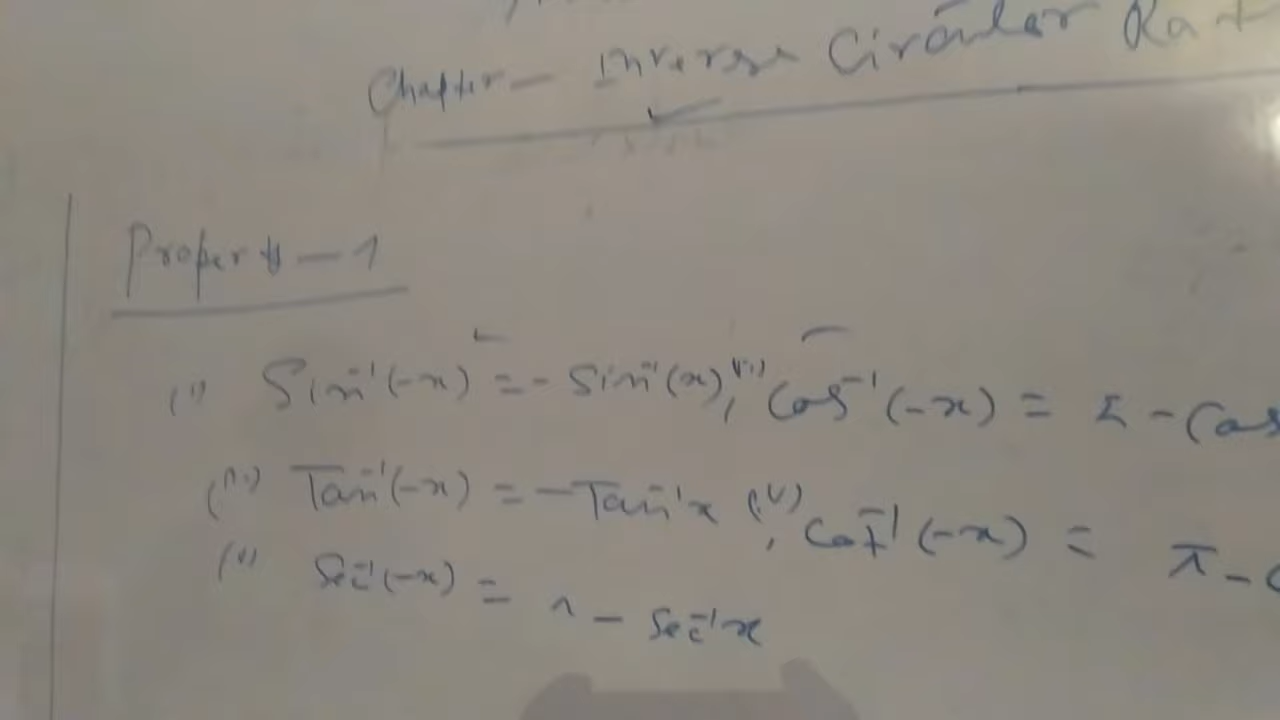 Chapter - Inverse Circular Rat
Property - 1
(i) Sin⁻¹(-x) = - Sin⁻¹(x), (ii) Cos⁻¹(-x) = π - Cos
(iii) Tan⁻¹(-x) = -Tan⁻¹x, (iv) Cot⁻¹(-x) = π - C
(v) Sec⁻¹(-x) = π - Sec⁻¹x